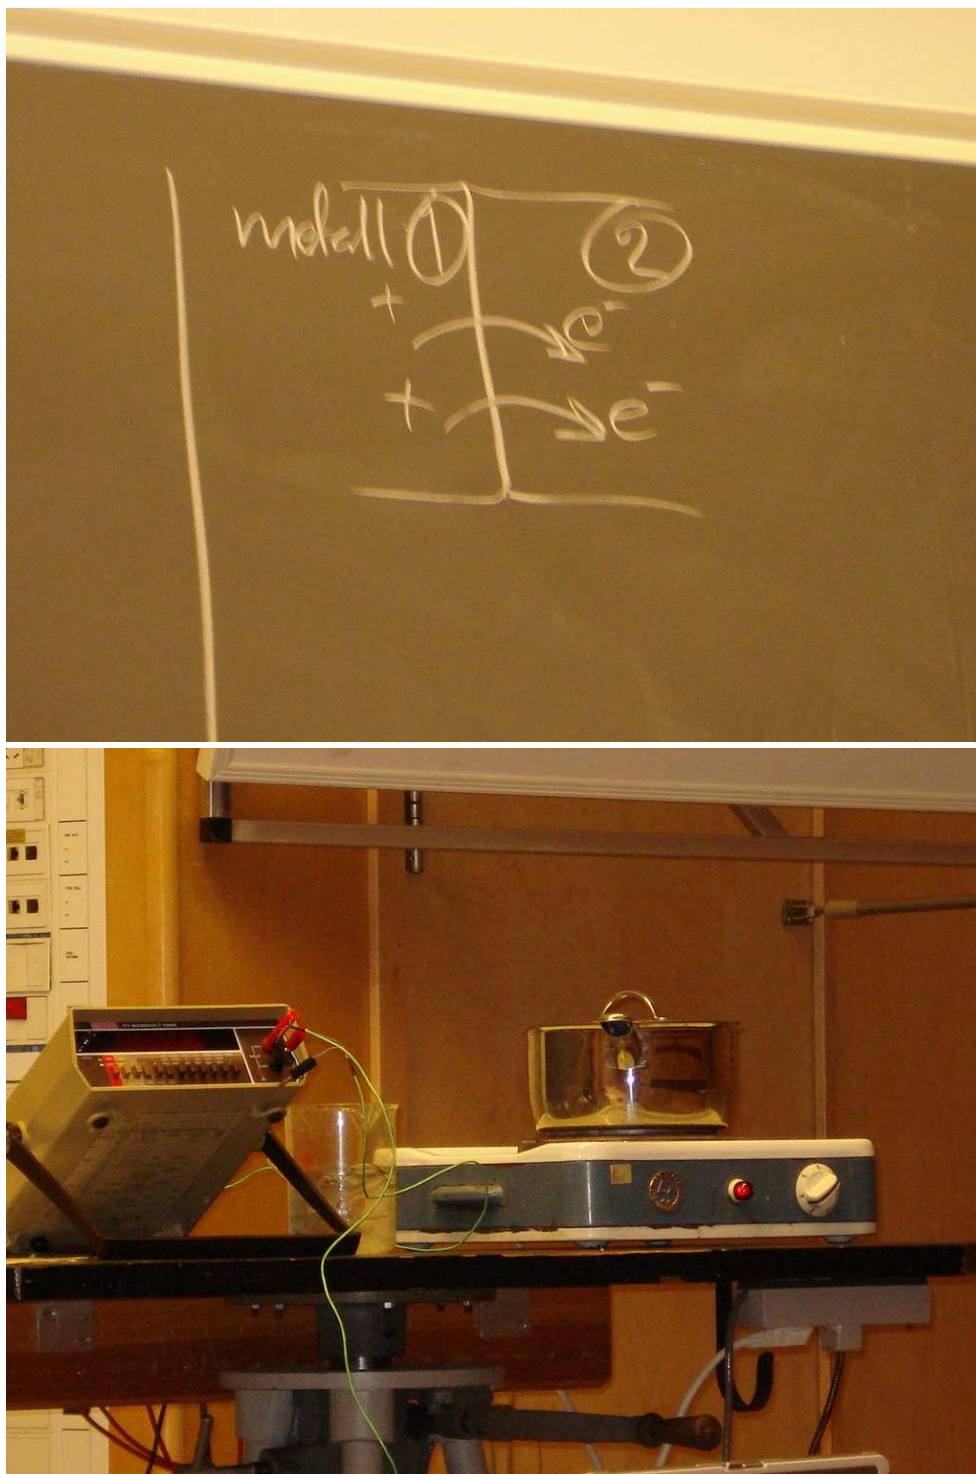 metall ① ②
+ e⁻
+ e⁻